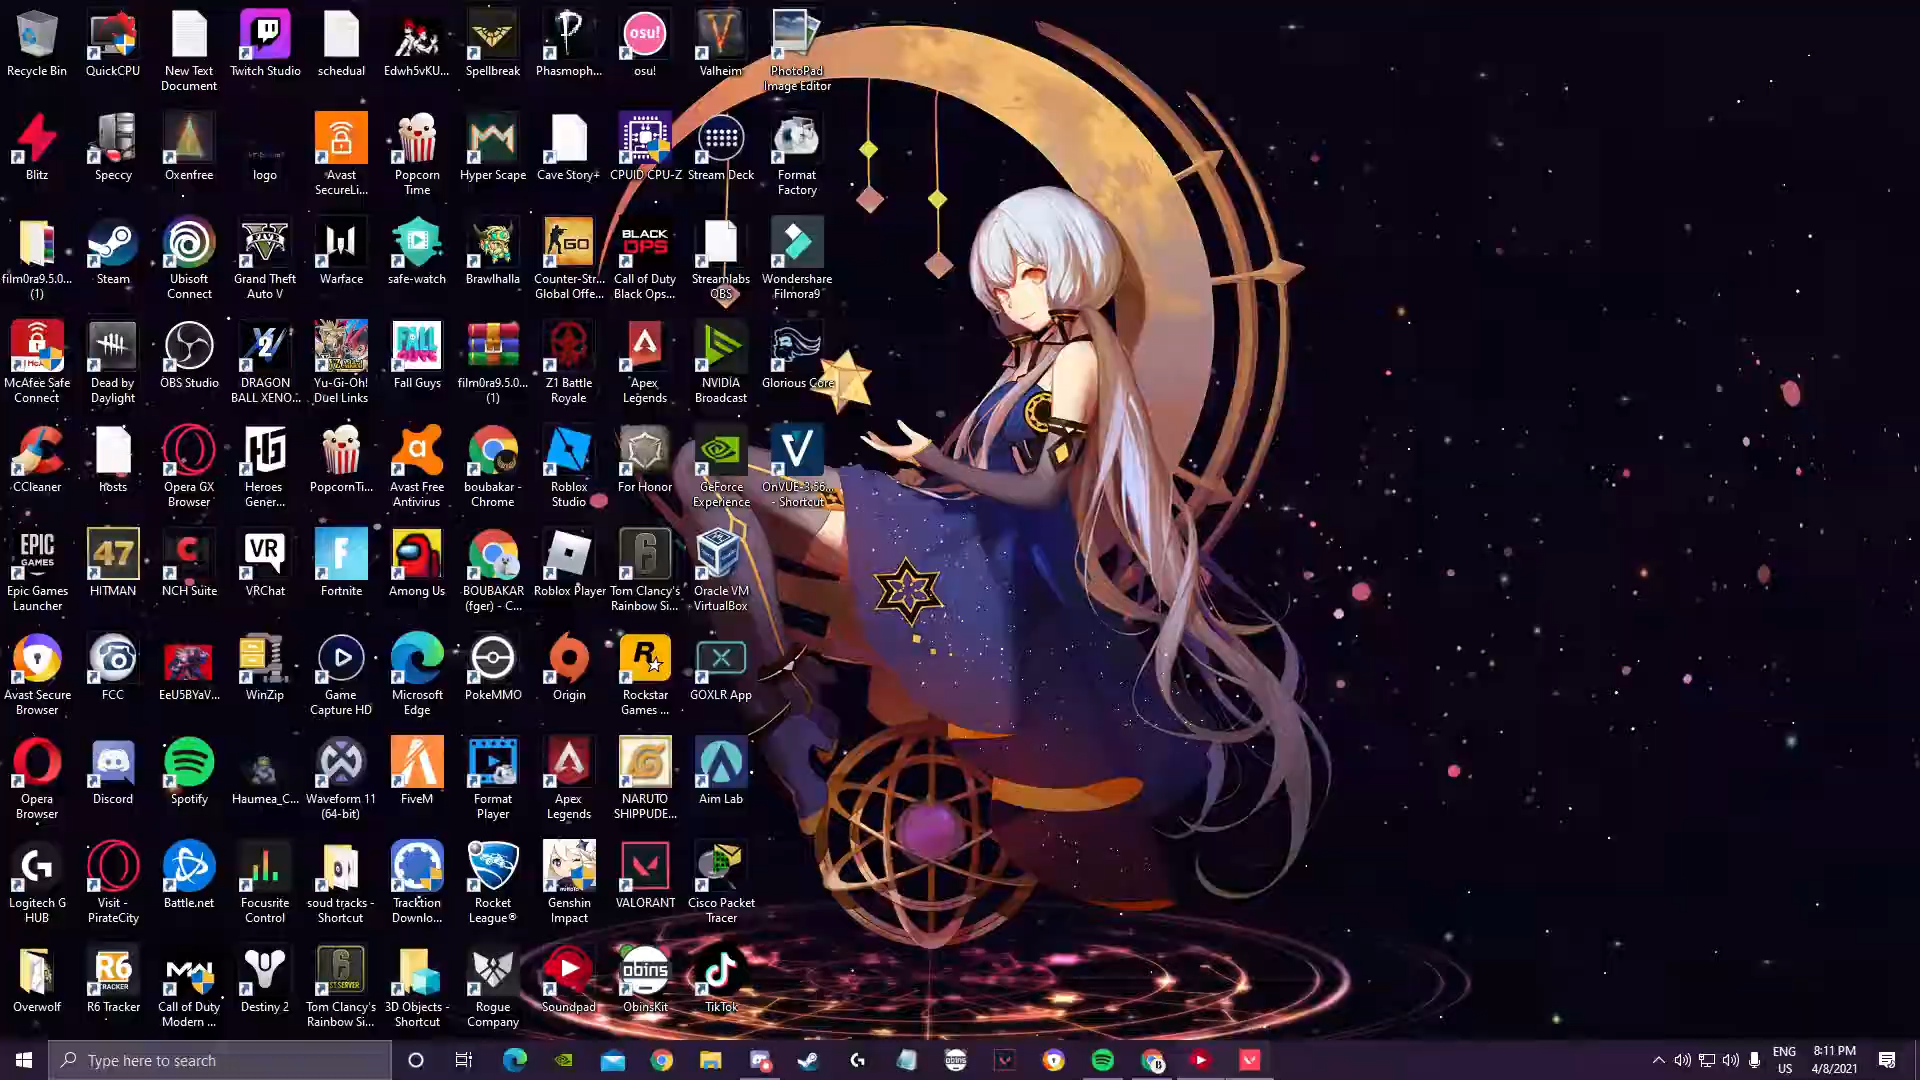 Recycle Bin
QuickCPU
New Text
Document
Twitch Studio
schedual
Edwh5vKU...
Spellbreak
Phasmoph...
osu!
osu!
Valheim
PhotoPad
Image Editor
Blitz
Speccy
Oxenfree
logo
Avast
SecureLi...
Popcorn
Time
Hyper Scape
Cave Story+
CPUID CPU-Z
Stream Deck
Format
Factory
film0ra9.5.0...
(1)
Steam
Ubisoft
Connect
Grand Theft
Auto V
Warface
safe-watch
Brawlhalla
GO
Counter-Str...
Global Offe...
BLACK
OPS
Call of Duty
Black Ops...
Streamlabs
OBS
Wondershare
Filmora9
McAfee Safe
Connect
Dead by
Daylight
OBS Studio
DRAGON
BALL XENO...
Yu-Gi-Oh!
Duel Links
FALL
Fall Guys
film0ra9.5.0...
(1)
Z1 Battle
Royale
Apex
Legends
NVIDIA
Broadcast
Glorious Core
CCleaner
hosts
Opera GX
Browser
Heroes
Gener...
PopcornTi...
Avast Free
Antivirus
boubakar -
Chrome
Roblox
Studio
For Honor
GeForce
Experience
OnVUE-3.56...
- Shortcut
EPIC
GAMES
Epic Games
Launcher
47
HITMAN
NCH Suite
VR
VRChat
Fortnite
Among Us
BOUBAKAR
(fger) - C...
Roblox Player
6
Tom Clancy's
Rainbow Si...
Oracle VM
VirtualBox
Avast Secure
Browser
FCC
EeU5BYaV...
WinZip
Game
Capture HD
Microsoft
Edge
PokeMMO
Origin
Rockstar
Games ...
GOXLR App
Opera
Browser
Discord
Spotify
Haumea_C...
Waveform 11
(64-bit)
FiveM
Format
Player
Apex
Legends
NARUTO
SHIPPUDE...
Aim Lab
Logitech G
HUB
Visit -
PirateCity
Battle.net
Focusrite
Control
soud tracks -
Shortcut
Tracktion
Downlo...
Rocket
League®
Genshin
Impact
VALORANT
Cisco Packet
Tracer
Overwolf
R6
TRACKER
R6 Tracker
MW
Call of Duty
Modern ...
Destiny 2
6
Tom Clancy's
Rainbow Si...
3D Objects -
Shortcut
Rogue
Company
Soundpad
obins
ObinsKit
TikTok
Type here to search
obins
ENG
US
8:11 PM
4/8/2021